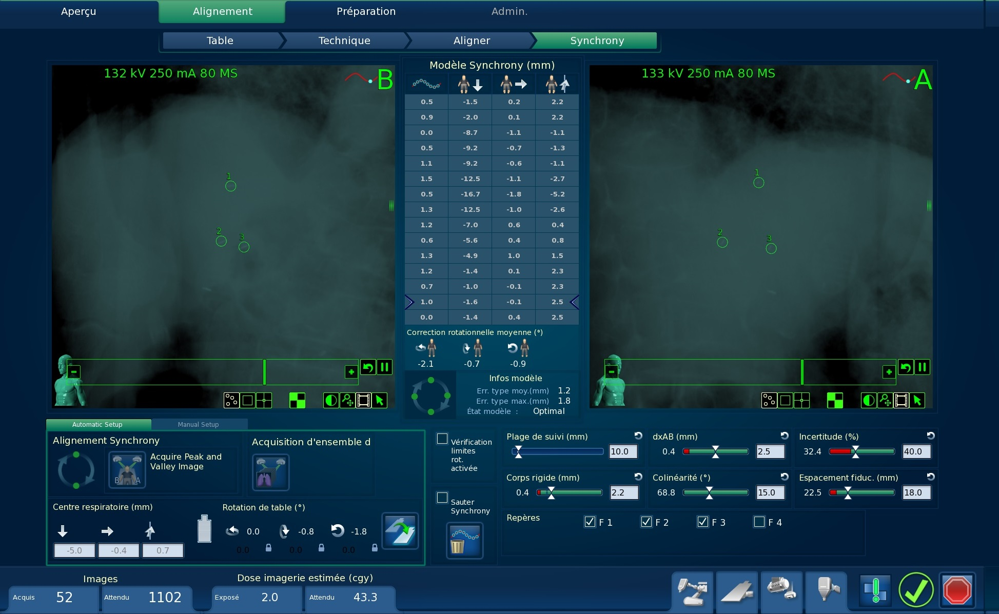 Aperçu Alignement Préparation Admin.
Table Technique Aligner Synchrony
132 kV 250 mA 80 MS B
1
2
3
Modèle Synchrony (mm)
0.5 -1.5 0.2 2.2
0.9 -2.0 0.1 2.2
0.0 -8.7 -1.1 -1.1
0.5 -9.2 -0.7 -1.3
1.1 -9.2 -0.6 -1.1
1.5 -12.5 -1.1 -2.7
0.5 -16.7 -1.8 -5.2
1.3 -12.5 -1.0 -2.6
1.2 -7.0 0.6 0.4
0.6 -5.6 0.4 0.8
1.3 -4.9 1.0 1.5
1.2 -1.4 0.1 2.3
0.7 -1.0 -0.1 2.3
1.0 -1.6 -0.1 2.5
0.0 -1.4 0.4 2.5
Correction rotationnelle moyenne (°)
-2.1 -0.7 -0.9
Infos modèle
Err. type moy.(mm) 1.2
Err. type max.(mm) 1.8
État modèle : Optimal
133 kV 250 mA 80 MS A
1
2
3
Automatic Setup Manual Setup
Alignement Synchrony
B A
Acquire Peak and
Valley Image
Acquisition d'ensemble d
Centre respiratoire (mm)
-5.0 -0.4 0.7
Rotation de table (°)
0.0 -0.8 -1.8
0.0 0.0 0.0
Vérification
limites
rot.
activée
Sauter
Synchrony
Plage de suivi (mm)
10.0
dxAB (mm)
0.4 2.5
Incertitude (%)
32.4 40.0
Corps rigide (mm)
0.4 2.2
Colinéarité (°)
68.8 15.0
Espacement fiduc. (mm)
22.5 18.0
Repères F 1 F 2 F 3 F 4
Images
Acquis 52 Attendu 1102
Dose imagerie estimée (cgy)
Exposé 2.0 Attendu 43.3